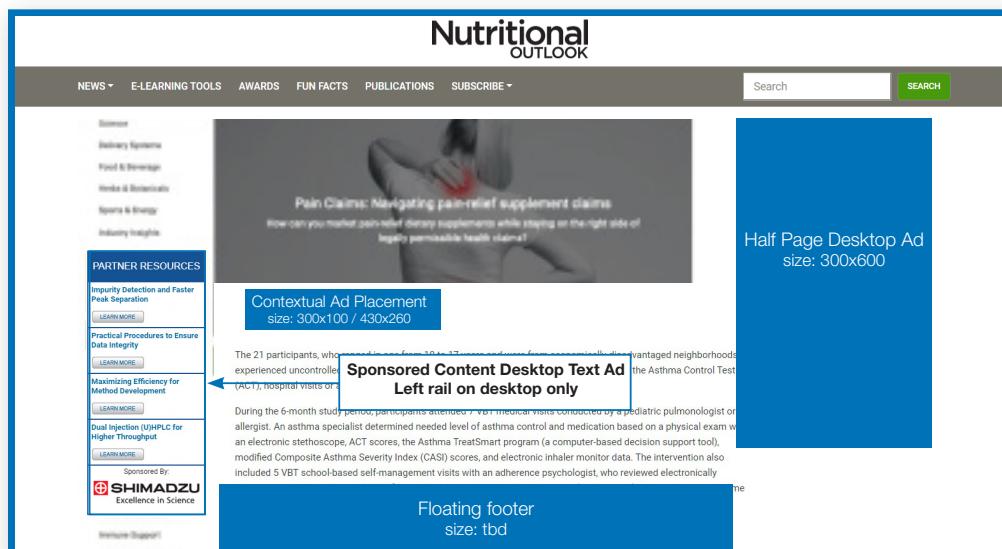 Nutritional
OUTLOOK
NEWS E-LEARNING TOOLS AWARDS FUN FACTS PUBLICATIONS SUBSCRIBE
Search SEARCH
Science
Delivery Systems
Food & Beverage
Herbs & Botanicals
Sports & Energy
Industry Insights
Pain Claims: Navigating pain-relief supplement claims
How can you market pain-relief dietary supplements while staying on the right side of
legally permissible health claims?
Half Page Desktop Ad
size: 300x600
PARTNER RESOURCES
Impurity Detection and Faster
Peak Separation
LEARN MORE
Practical Procedures to Ensure
Data Integrity
LEARN MORE
Maximizing Efficiency for
Method Development
LEARN MORE
Dual Injection (U)HPLC for
Higher Throughput
LEARN MORE
Sponsored By:
SHIMADZU
Excellence in Science
Immune Support
Contextual Ad Placement
size: 300x100 / 430x260
The 21 participants, who disadvantaged neighborhoods
experienced uncontrolled the Asthma Control Test
(ACT), hospital visits or
Sponsored Content Desktop Text Ad
Left rail on desktop only
During the 6-month study period, participants attended 7 VBT medical visits conducted by a pediatric pulmonologist or
allergist. An asthma specialist determined needed level of asthma control and medication based on a physical exam w
an electronic stethoscope, ACT scores, the Asthma TreatSmart program (a computer-based decision support tool),
modified Composite Asthma Severity Index (CASI) scores, and electronic inhaler monitor data. The intervention also
included 5 VBT school-based self-management visits with an adherence psychologist, who reviewed electronically
me
Floating footer
size: tbd